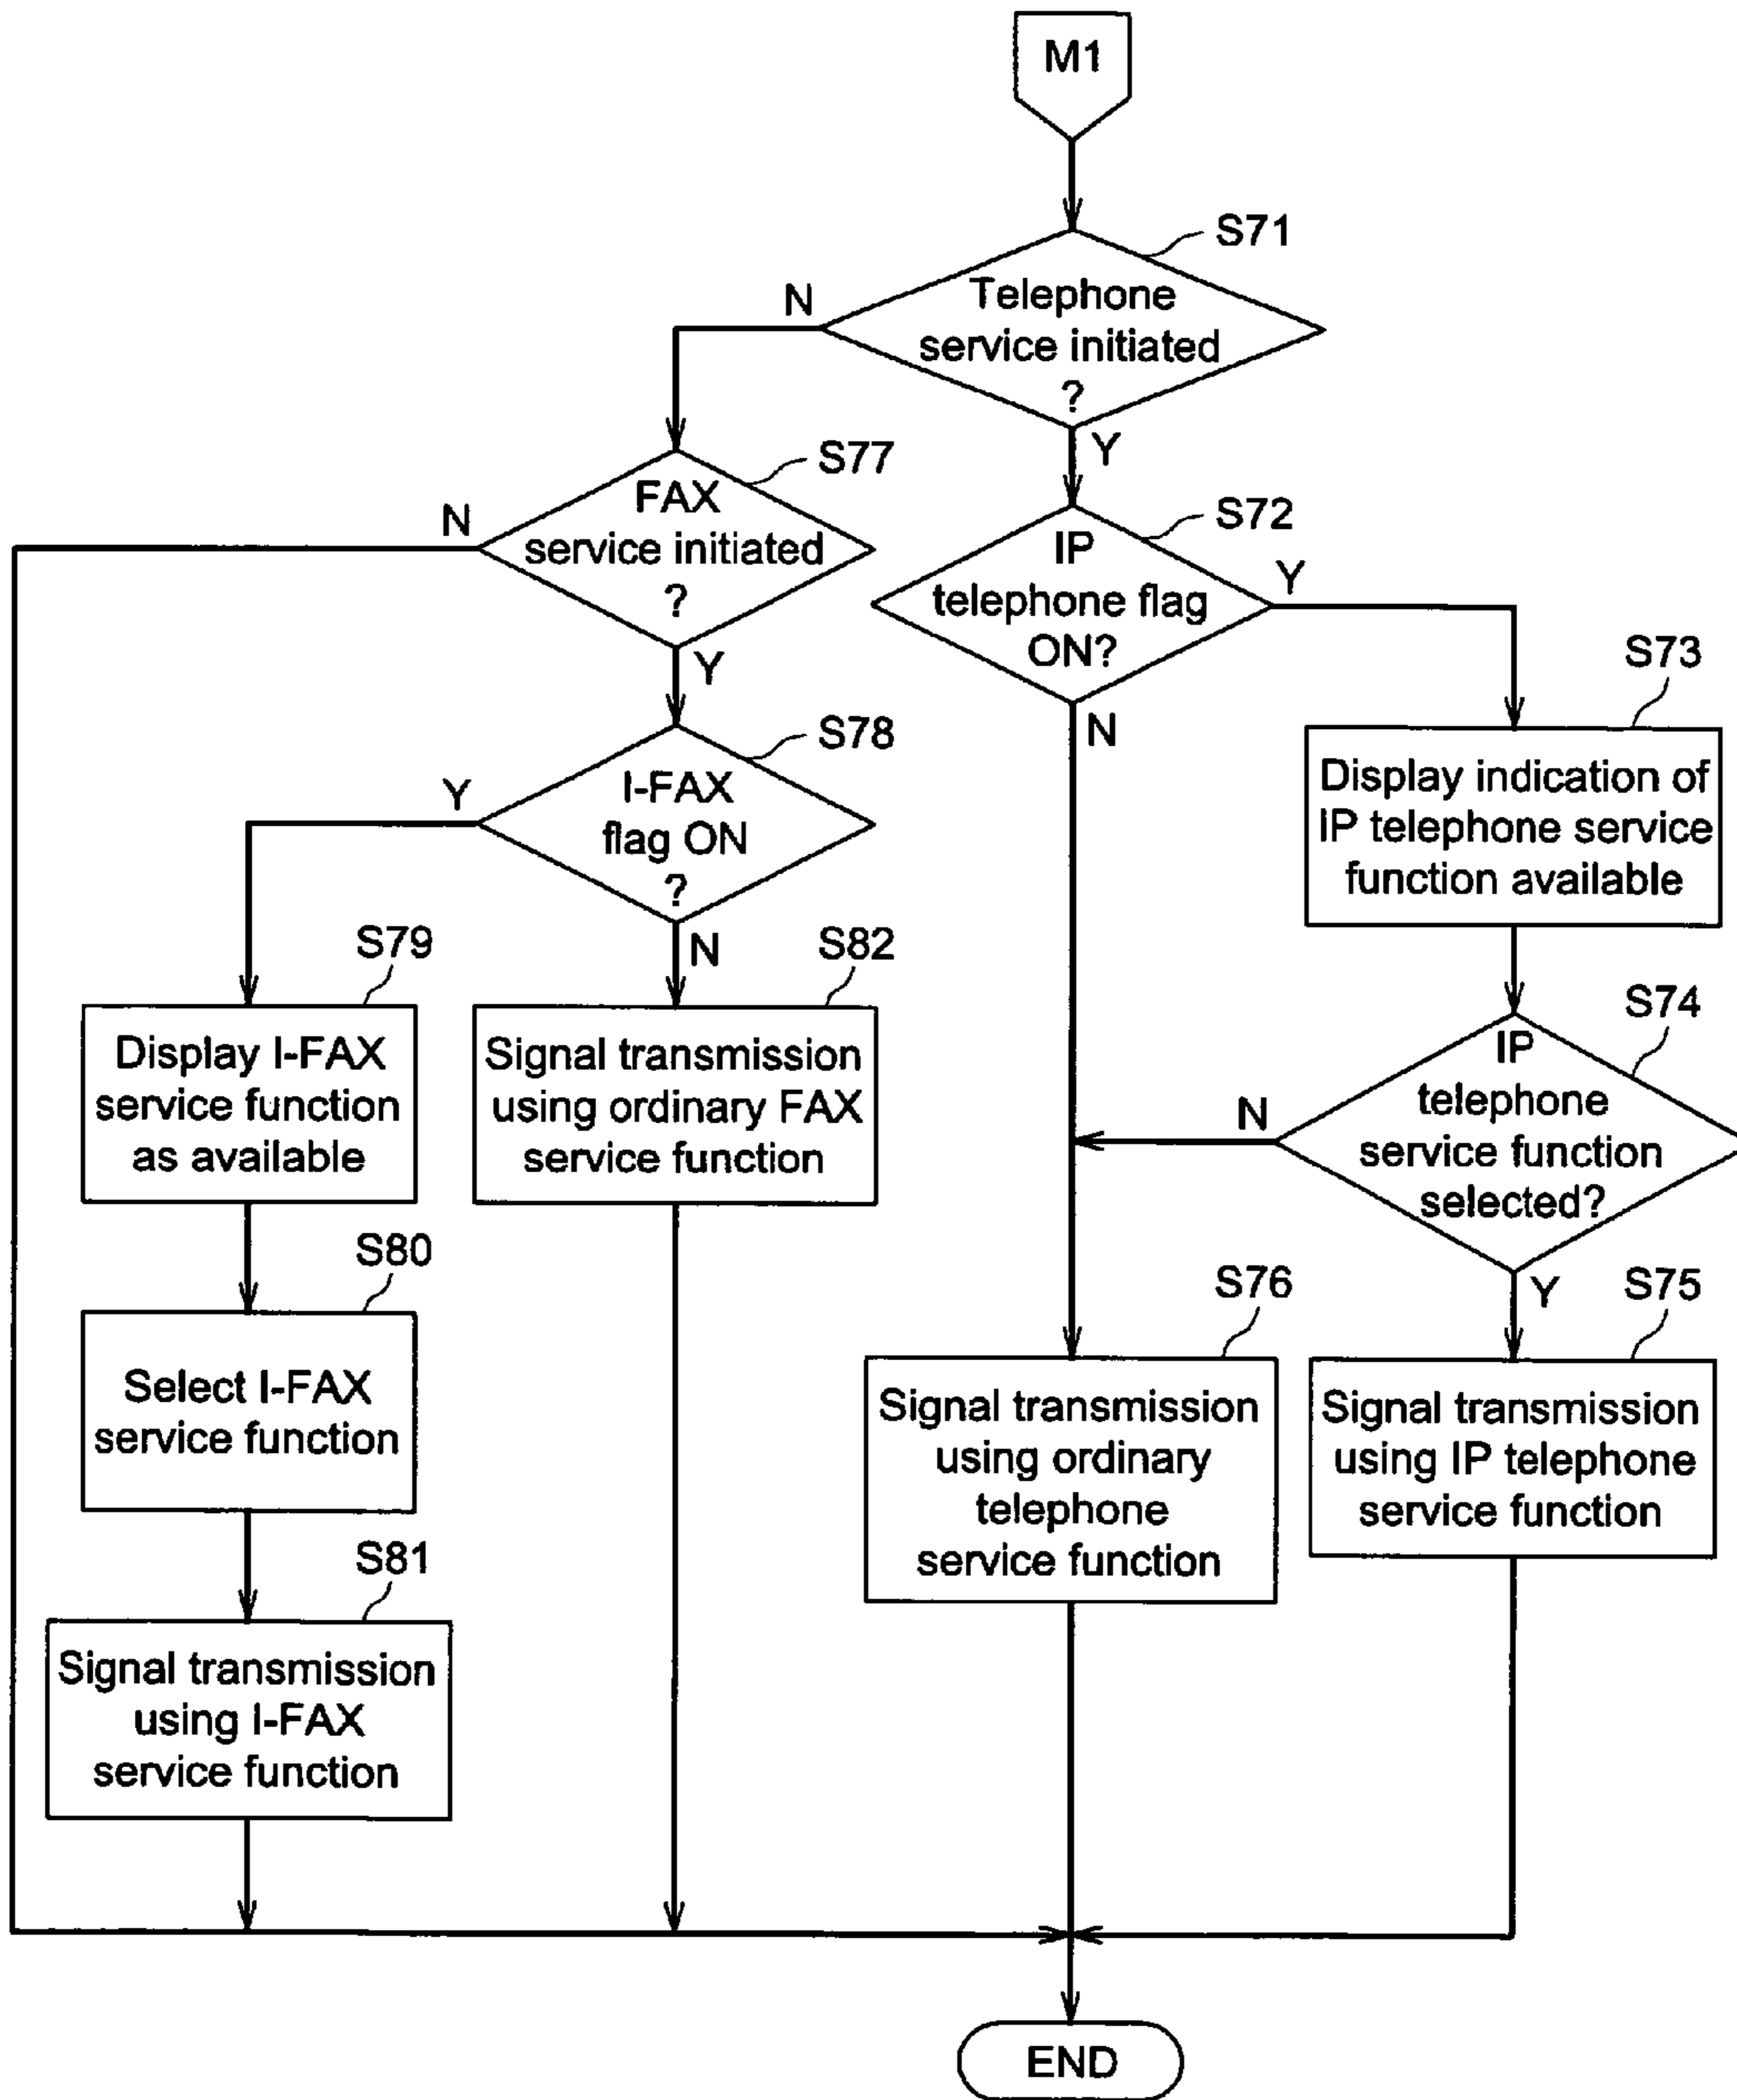 M1
S71
Telephone
service initiated
?
N
Y
S77
FAX
service initiated
?
N
Y
S72
IP
telephone flag
ON?
Y
N
S73
Display indication of
IP telephone service
function available
S78
I-FAX
flag ON
?
Y
N
S79
Display I-FAX
service function
as available
S82
Signal transmission
using ordinary FAX
service function
S74
IP
telephone
service function
selected?
N
Y
S80
Select I-FAX
service function
S76
Signal transmission
using ordinary
telephone
service function
S75
Signal transmission
using IP telephone
service function
S81
Signal transmission
using I-FAX
service function
END